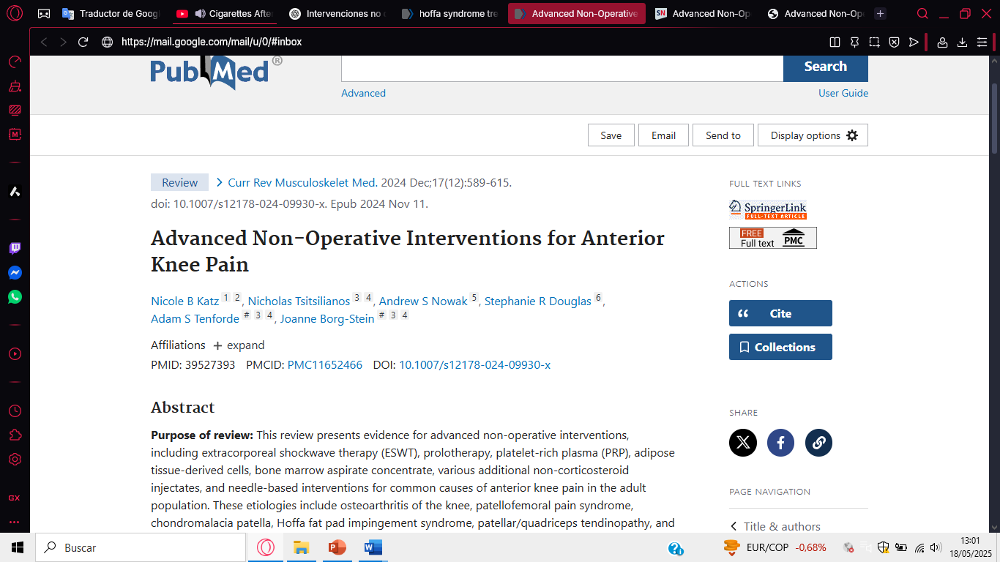 Traductor de Goog
Cigarettes Afte
Intervenciones no o
hoffa syndrome tre
Advanced Non-Operative
SN
Advanced Non-Op
Advanced Non-Ope
https://mail.google.com/mail/u/0/#inbox
PubMed®
Search
Advanced
User Guide
Save
Email
Send to
Display options
Review
Curr Rev Musculoskelet Med. 2024 Dec;17(12):589-615.
doi: 10.1007/s12178-024-09930-x. Epub 2024 Nov 11.
Advanced Non-Operative Interventions for Anterior
Knee Pain
Nicole B Katz 1 2, Nicholas Tsitsilianos 3 4, Andrew S Nowak 5, Stephanie R Douglas 6,
Adam S Tenforde # 3 4, Joanne Borg-Stein # 3 4
Affiliations + expand
PMID: 39527393 PMCID: PMC11652466 DOI: 10.1007/s12178-024-09930-x
Abstract
Purpose of review: This review presents evidence for advanced non-operative interventions,
including extracorporeal shockwave therapy (ESWT), prolotherapy, platelet-rich plasma (PRP), adipose
tissue-derived cells, bone marrow aspirate concentrate, various additional non-corticosteroid
injectates, and needle-based interventions for common causes of anterior knee pain in the adult
population. These etiologies include osteoarthritis of the knee, patellofemoral pain syndrome,
chondromalacia patella, Hoffa fat pad impingement syndrome, patellar/quadriceps tendinopathy, and
FULL TEXT LINKS
SpringerLink
FULL-TEXT ARTICLE
FREE
Full text PMC
ACTIONS
Cite
Collections
SHARE
PAGE NAVIGATION
Title & authors
GX
Buscar
EUR/COP -0,68%
13:01
18/05/2025